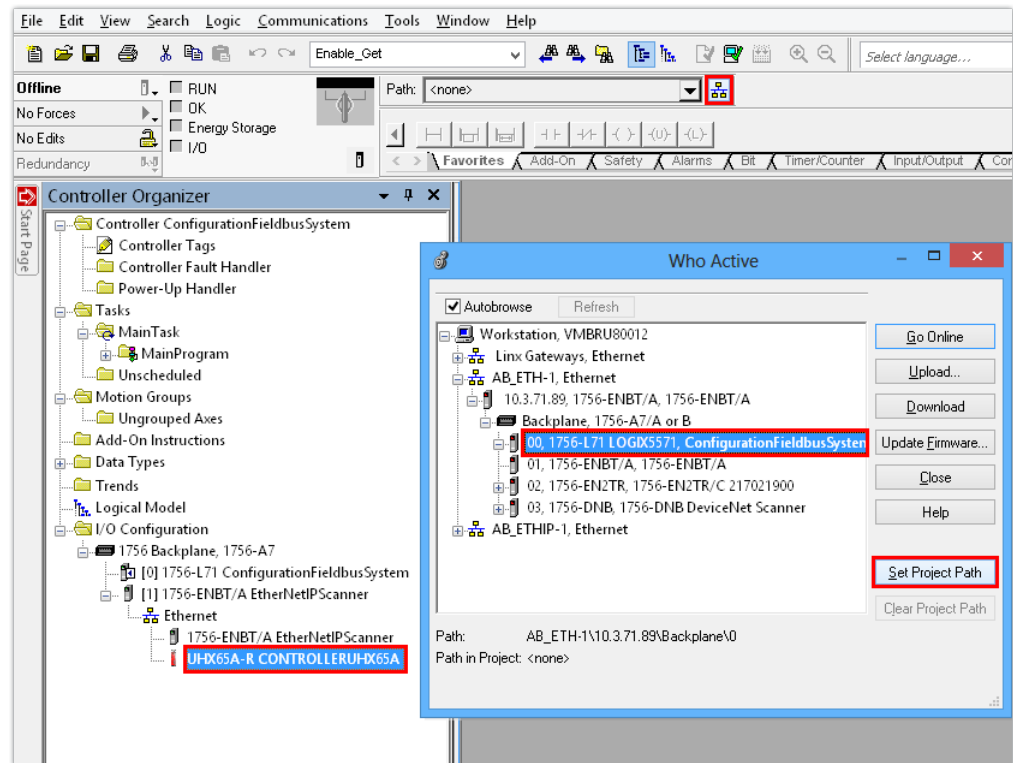 File Edit View Search Logic Communications Tools Window Help
Enable_Get
Select language...
Offline
RUN
Path: <none>
No Forces
OK
No Edits
Energy Storage
I/O
Redundancy
Favorites Add-On Safety Alarms Bit Timer/Counter Input/Output Cor
Start Page
Controller Organizer
Controller ConfigurationFieldbusSystem
Controller Tags
Controller Fault Handler
Power-Up Handler
Tasks
MainTask
MainProgram
Unscheduled
Motion Groups
Ungrouped Axes
Add-On Instructions
Data Types
Trends
Logical Model
I/O Configuration
1756 Backplane, 1756-A7
[0] 1756-L71 ConfigurationFieldbusSystem
[1] 1756-ENBT/A EtherNetIPScanner
Ethernet
1756-ENBT/A EtherNetIPScanner
UHX65A-R CONTROLLERUHX65A
Who Active
Autobrowse
Refresh
Workstation, VMBRU80012
Linx Gateways, Ethernet
AB_ETH-1, Ethernet
10.3.71.89, 1756-ENBT/A, 1756-ENBT/A
Backplane, 1756-A7/A or B
00, 1756-L71 LOGIX5571, ConfigurationFieldbusSysten
01, 1756-ENBT/A, 1756-ENBT/A
02, 1756-EN2TR, 1756-EN2TR/C 217021900
03, 1756-DNB, 1756-DNB DeviceNet Scanner
AB_ETHIP-1, Ethernet
Go Online
Upload...
Download
Update Firmware...
Close
Help
Set Project Path
Clear Project Path
Path: AB_ETH-1\10.3.71.89\Backplane\0
Path in Project: <none>